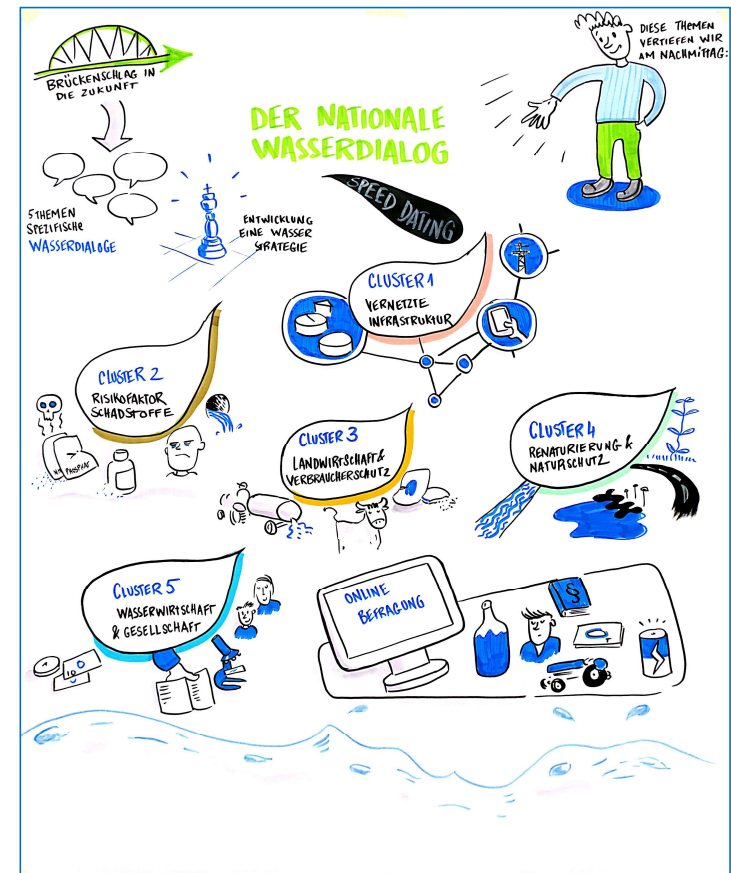 BRÜCKENSCHLAG IN
DIE ZUKUNFT
DIESE THEMEN
VERTIEFEN WIR
AM NACHMITTAG:
DER NATIONALE
WASSERDIALOG
SPEED DATING
5 THEMEN
SPEZIFISCHE
WASSERDIALOGE
ENTWICKLUNG
EINE WASSER
STRATEGIE
CLUSTER 1
VERNETZTE
INFRASTRUKTUR
CLUSTER 2
RISIKOFAKTOR
SCHADSTOFFE
PHOSPHAT
CLUSTER 3
LANDWIRTSCHAFT &
VERBRAUCHERSCHUTZ
CLUSTER 4
RENATURIERUNG &
NATURSCHUTZ
CLUSTER 5
WASSERWIRTSCHAFT
& GESELLSCHAFT
10
ONLINE
BEFRAGUNG
§